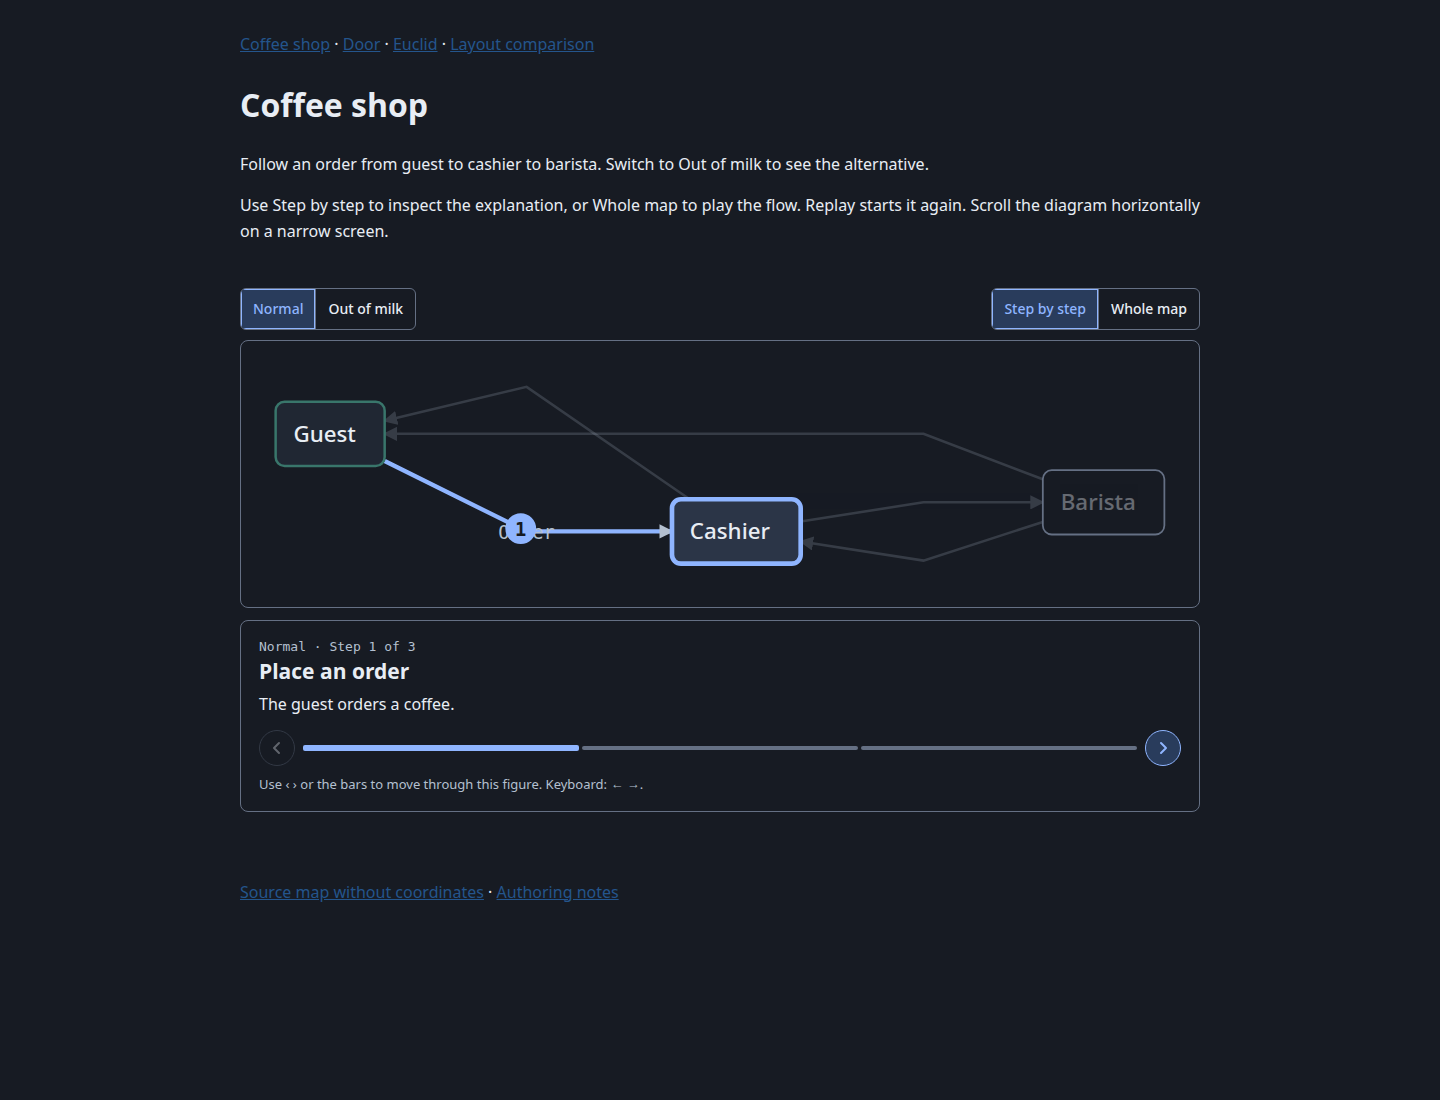 Coffee shop · Door · Euclid · Layout comparison
Coffee shop
Follow an order from guest to cashier to barista. Switch to Out of milk to see the alternative.
Use Step by step to inspect the explanation, or Whole map to play the flow. Replay starts it again. Scroll the diagram horizontally
on a narrow screen.
Normal Out of milk
Step by step Whole map
Guest
1
Cashier
Barista
Normal · Step 1 of 3
Place an order
The guest orders a coffee.
Use ‹ › or the bars to move through this figure. Keyboard: ← →.
Source map without coordinates · Authoring notes